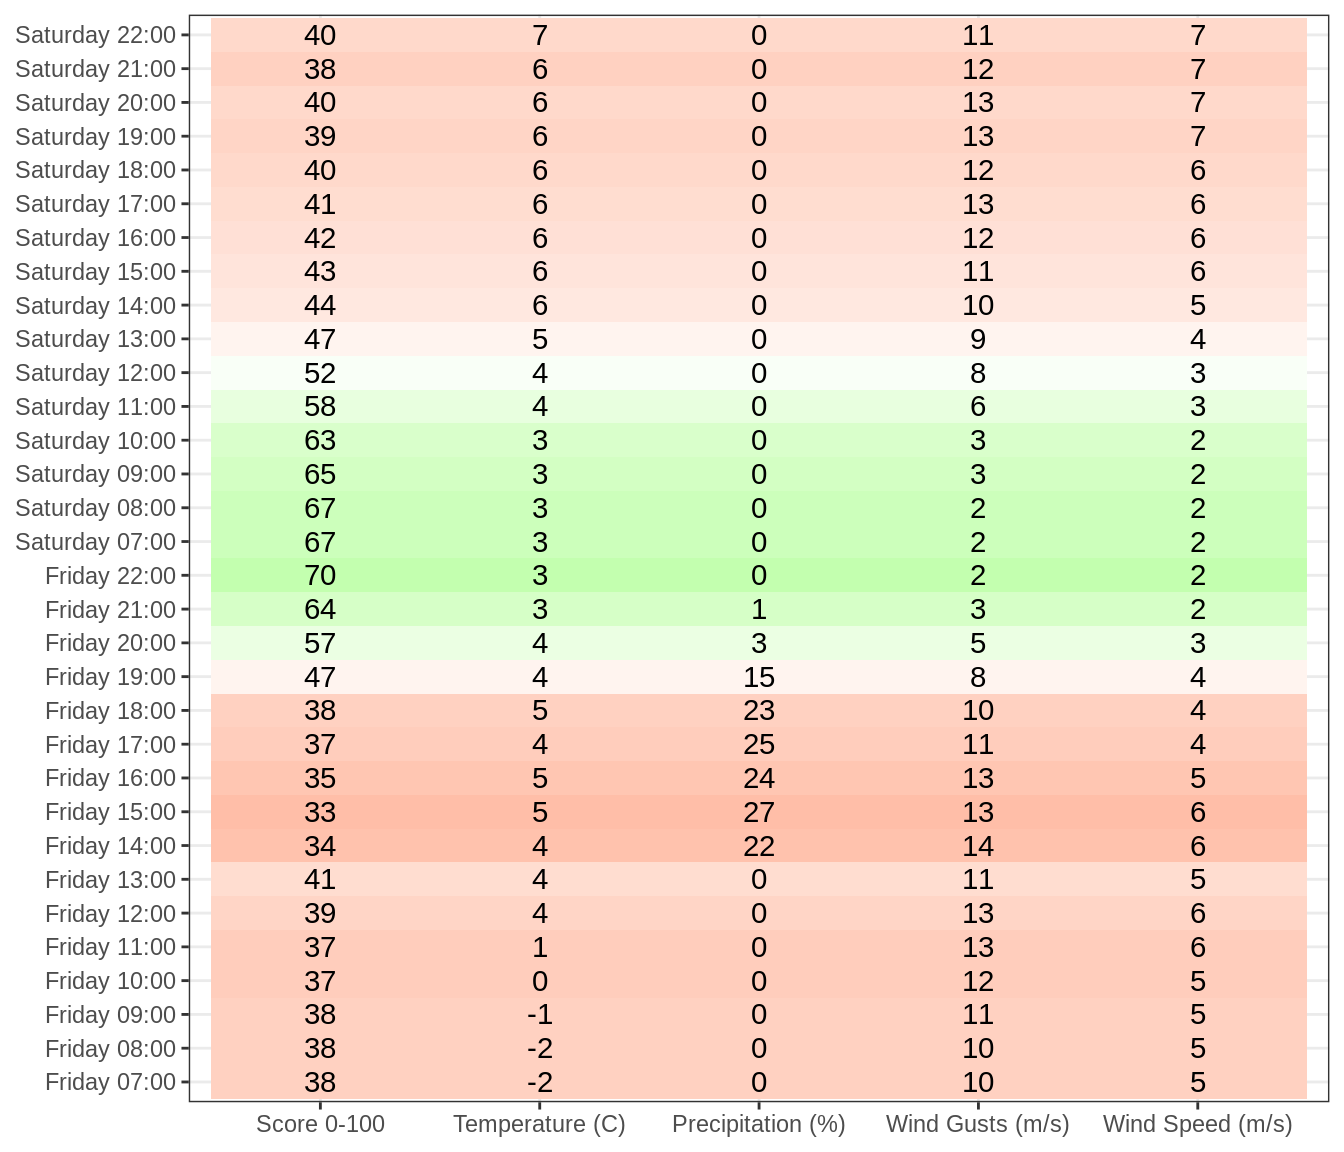 Saturday 22:00 40 7 0 11 7
Saturday 21:00 38 6 0 12 7
Saturday 20:00 40 6 0 13 7
Saturday 19:00 39 6 0 13 7
Saturday 18:00 40 6 0 12 6
Saturday 17:00 41 6 0 13 6
Saturday 16:00 42 6 0 12 6
Saturday 15:00 43 6 0 11 6
Saturday 14:00 44 6 0 10 5
Saturday 13:00 47 5 0 9 4
Saturday 12:00 52 4 0 8 3
Saturday 11:00 58 4 0 6 3
Saturday 10:00 63 3 0 3 2
Saturday 09:00 65 3 0 3 2
Saturday 08:00 67 3 0 2 2
Saturday 07:00 67 3 0 2 2
Friday 22:00 70 3 0 2 2
Friday 21:00 64 3 1 3 2
Friday 20:00 57 4 3 5 3
Friday 19:00 47 4 15 8 4
Friday 18:00 38 5 23 10 4
Friday 17:00 37 4 25 11 4
Friday 16:00 35 5 24 13 5
Friday 15:00 33 5 27 13 6
Friday 14:00 34 4 22 14 6
Friday 13:00 41 4 0 11 5
Friday 12:00 39 4 0 13 6
Friday 11:00 37 1 0 13 6
Friday 10:00 37 0 0 12 5
Friday 09:00 38 -1 0 11 5
Friday 08:00 38 -2 0 10 5
Friday 07:00 38 -2 0 10 5
Score 0-100 Temperature (C) Precipitation (%) Wind Gusts (m/s) Wind Speed (m/s)